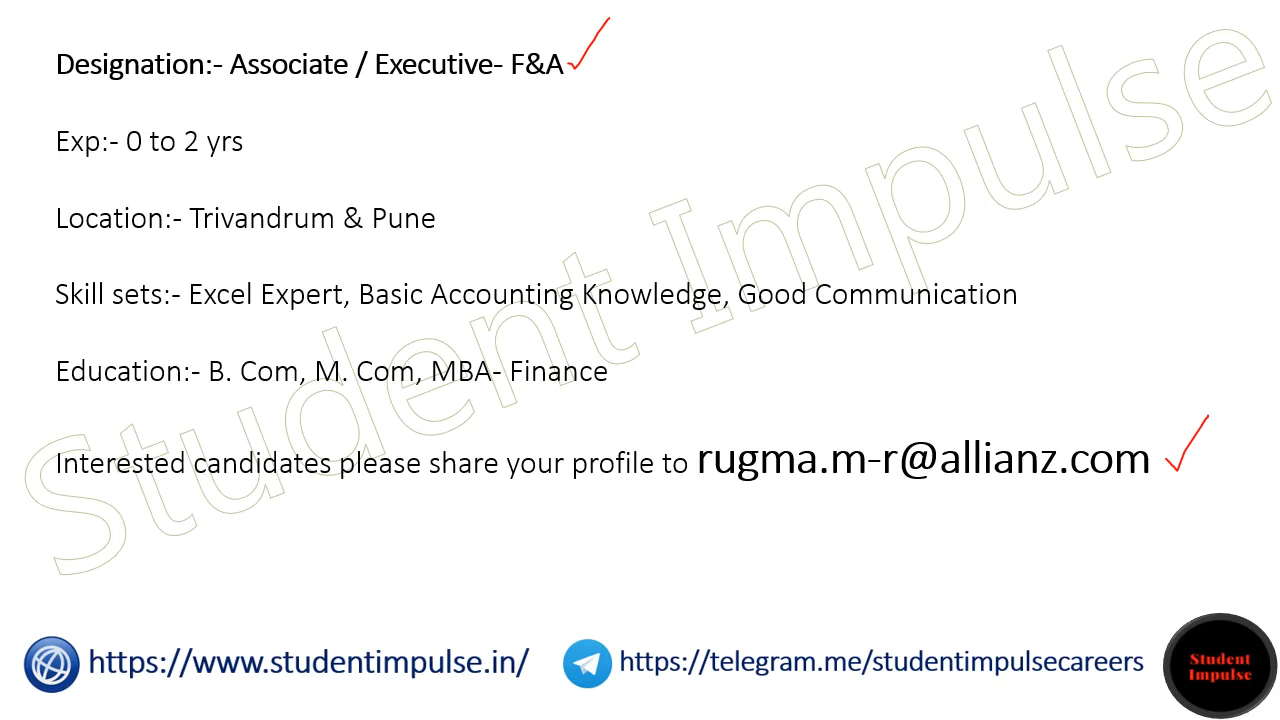 Designation:- Associate / Executive- F&A
Exp:- 0 to 2 yrs
Location:- Trivandrum & Pune
Skill sets:- Excel Expert, Basic Accounting Knowledge, Good Communication
Education:- B. Com, M. Com, MBA- Finance
Interested candidates please share your profile to rugma.m-r@allianz.com
Student Impulse
https://www.studentimpulse.in/
https://telegram.me/studentimpulsecareers
Student
Impulse